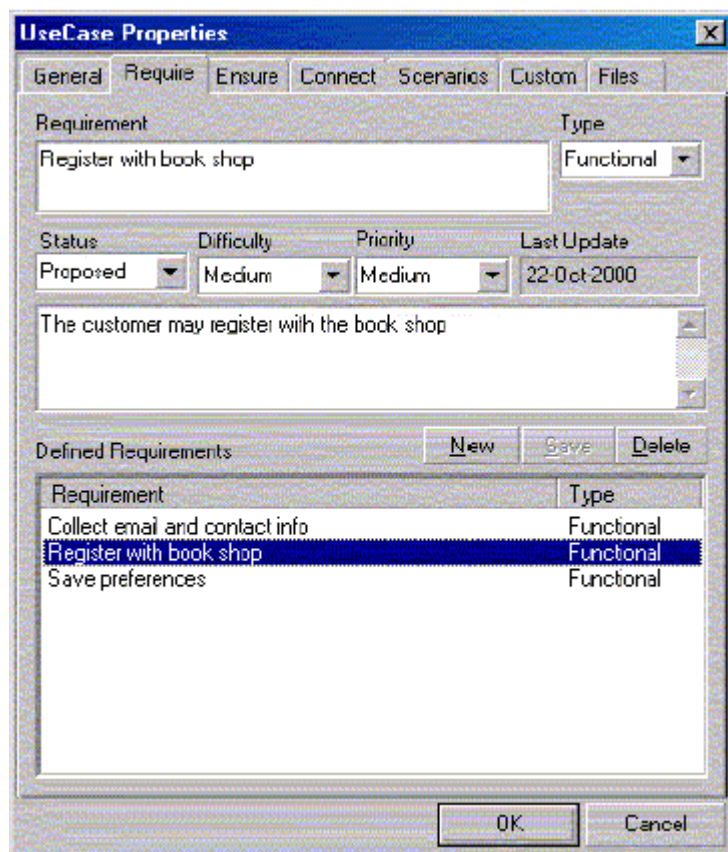 UseCase Properties
General Require Ensure Connect Scenarios Custom Files
Requirement Type
Register with book shop Functional
Status Difficulty Priority Last Update
Proposed Medium Medium 22-Oct-2000
The customer may register with the book shop
Defined Requirements New Save Delete
Requirement Type
Collect email and contact info Functional
Register with book shop Functional
Save preferences Functional
OK Cancel